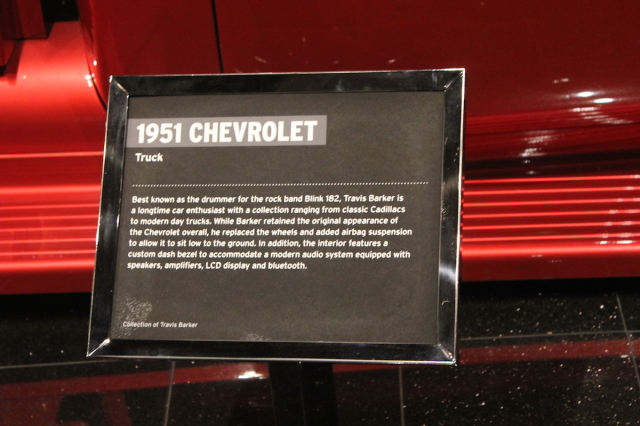 1951 CHEVROLET
Truck
Best known as the drummer for the rock band Blink 182, Travis Barker is
a longtime car enthusiast with a collection ranging from classic Cadillacs
to modern day trucks. While Barker retained the original appearance of
the Chevrolet overall, he replaced the wheels and added airbag suspension
to allow it to sit low to the ground. In addition, the interior features a
custom dash bezel to accommodate a modern audio system equipped with
speakers, amplifiers, LCD display and bluetooth.
Collection of Travis Barker